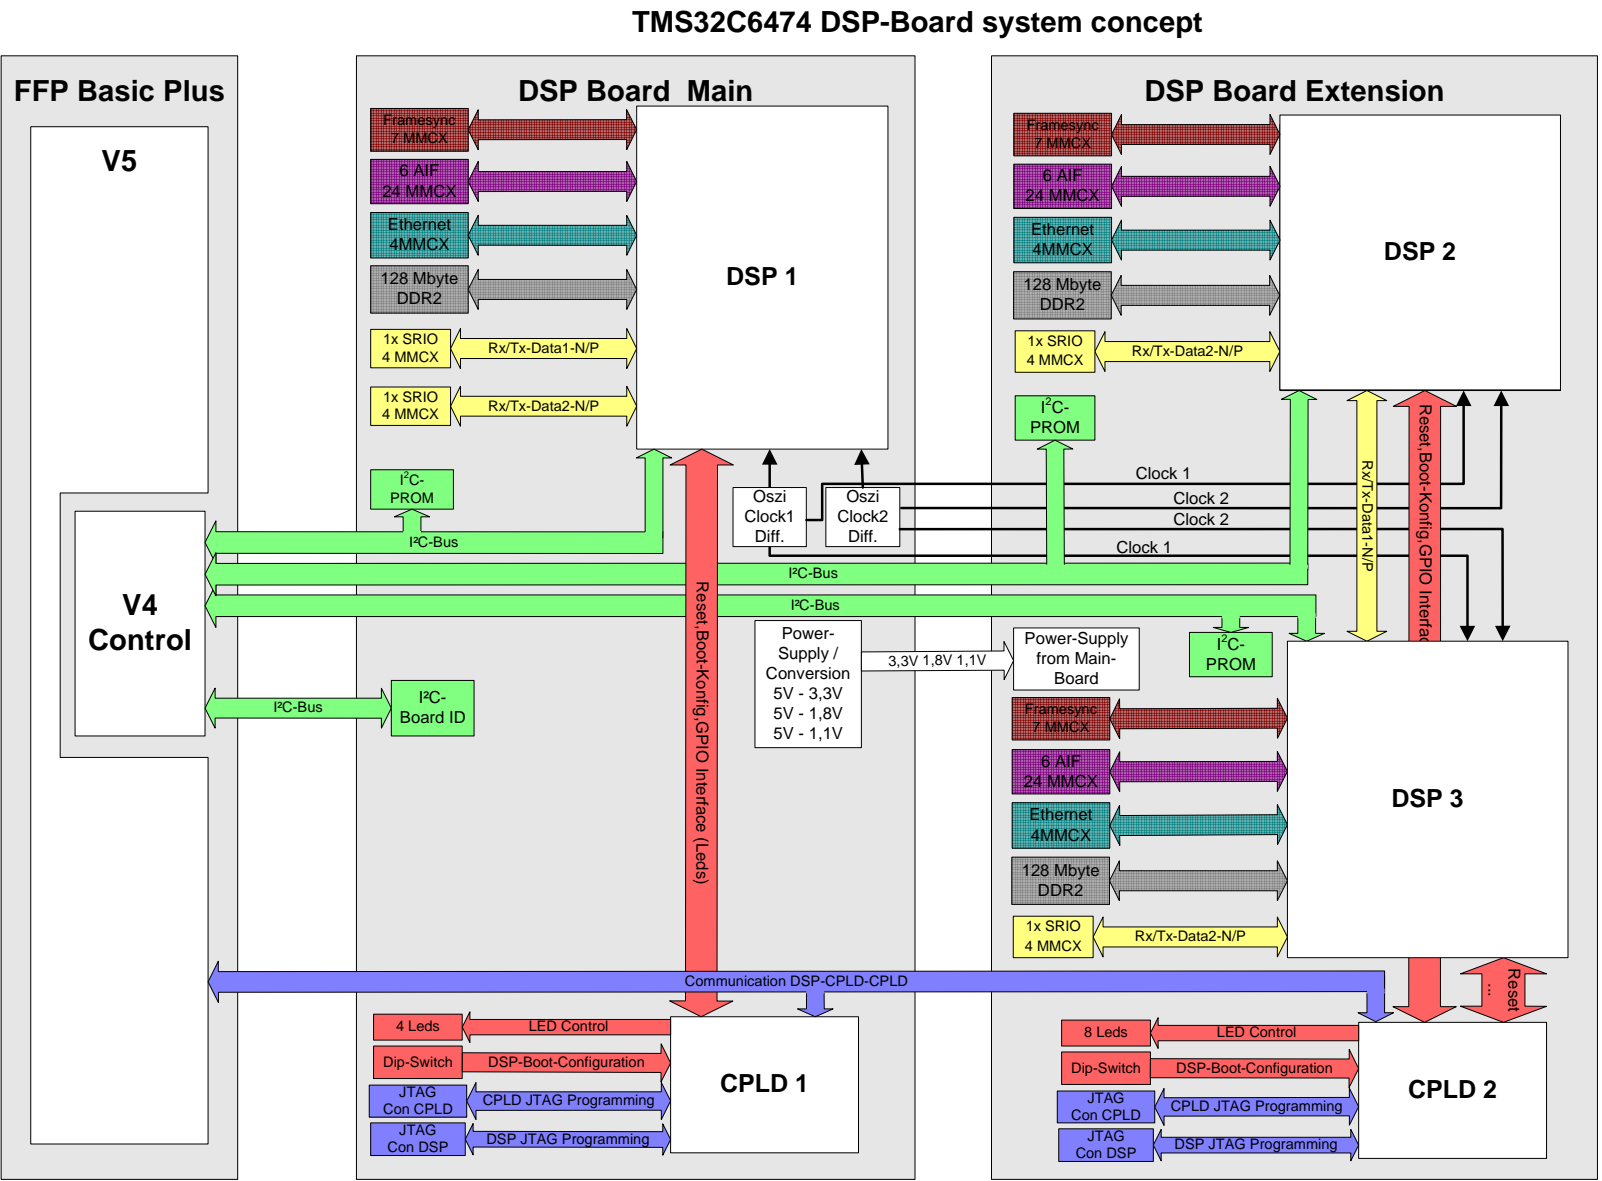 TMS32C6474 DSP-Board system concept
FFP Basic Plus
V5
V4
Control
DSP Board Main
Framesync
7 MMCX
6 AIF
24 MMCX
Ethernet
4MMCX
128 Mbyte
DDR2
1x SRIO
4 MMCX
Rx/Tx-Data1-N/P
1x SRIO
4 MMCX
Rx/Tx-Data2-N/P
DSP 1
I²C-
PROM
I²C-Bus
I²C-Bus
I²C-Bus
I²C-Bus
I²C-
Board ID
Oszi
Clock1
Diff.
Oszi
Clock2
Diff.
Clock 1
Clock 2
Clock 2
Clock 1
Power-
Supply /
Conversion
5V - 3,3V
5V - 1,8V
5V - 1,1V
3,3V 1,8V 1,1V
Reset,Boot-Konfig,GPIO Interface (Leds)
Communication DSP-CPLD-CPLD
4 Leds
LED Control
Dip-Switch
DSP-Boot-Configuration
JTAG
Con CPLD
CPLD JTAG Programming
JTAG
Con DSP
DSP JTAG Programming
CPLD 1
DSP Board Extension
Framesync
7 MMCX
6 AIF
24 MMCX
Ethernet
4MMCX
128 Mbyte
DDR2
1x SRIO
4 MMCX
Rx/Tx-Data2-N/P
DSP 2
I²C-
PROM
Rx/Tx-Data1-N/P
Reset,Boot-Konfig,GPIO Interfac
Power-Supply
from Main-
Board
I²C-
PROM
Framesync
7 MMCX
6 AIF
24 MMCX
Ethernet
4MMCX
128 Mbyte
DDR2
1x SRIO
4 MMCX
Rx/Tx-Data2-N/P
DSP 3
Reset
...
8 Leds
LED Control
Dip-Switch
DSP-Boot-Configuration
JTAG
Con CPLD
CPLD JTAG Programming
JTAG
Con DSP
DSP JTAG Programming
CPLD 2